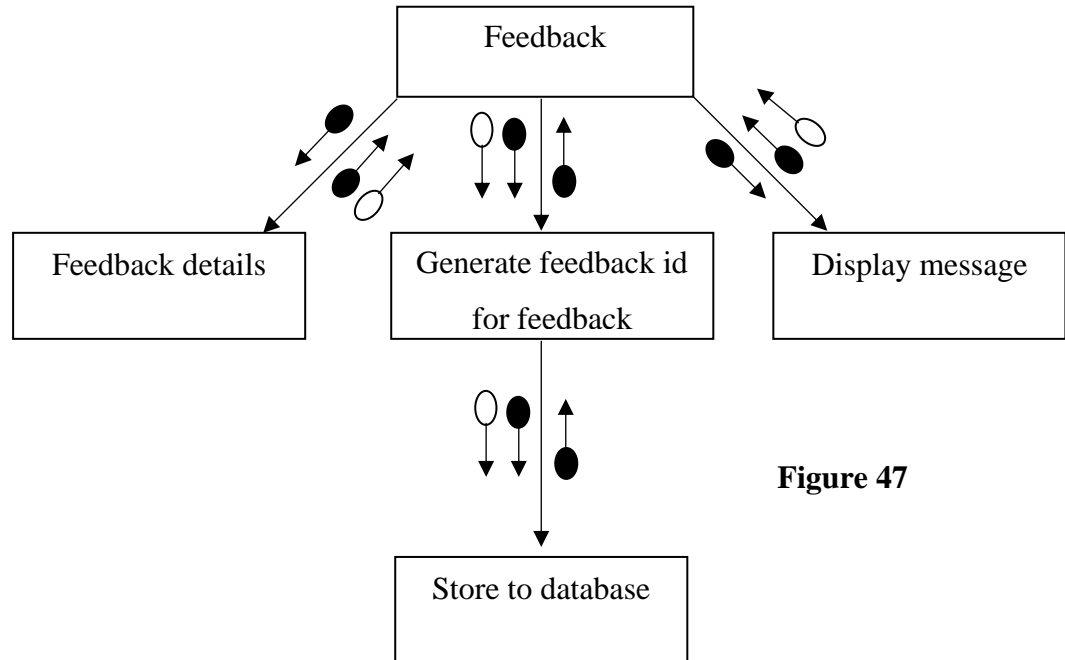 Feedback
Feedback details
Generate feedback id
for feedback
Display message
Figure 47
Store to database